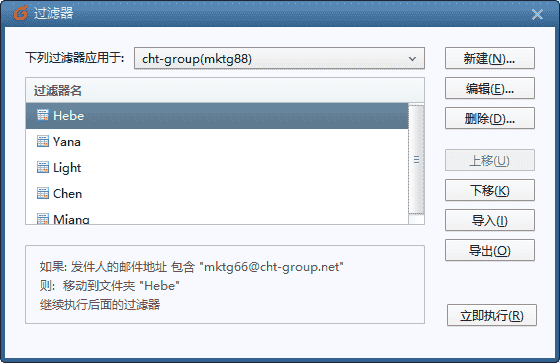 过滤器
下列过滤器应用于: cht-group(mktg88)
新建(N)...
过滤器名
编辑(E)...
Hebe
删除(D)...
Yana
上移(U)
Light
下移(K)
Chen
导入(I)
Miang
导出(O)
如果: 发件人的邮件地址 包含 "mktg66@cht-group.net"
则: 移动到文件夹 "Hebe"
继续执行后面的过滤器
立即执行(R)